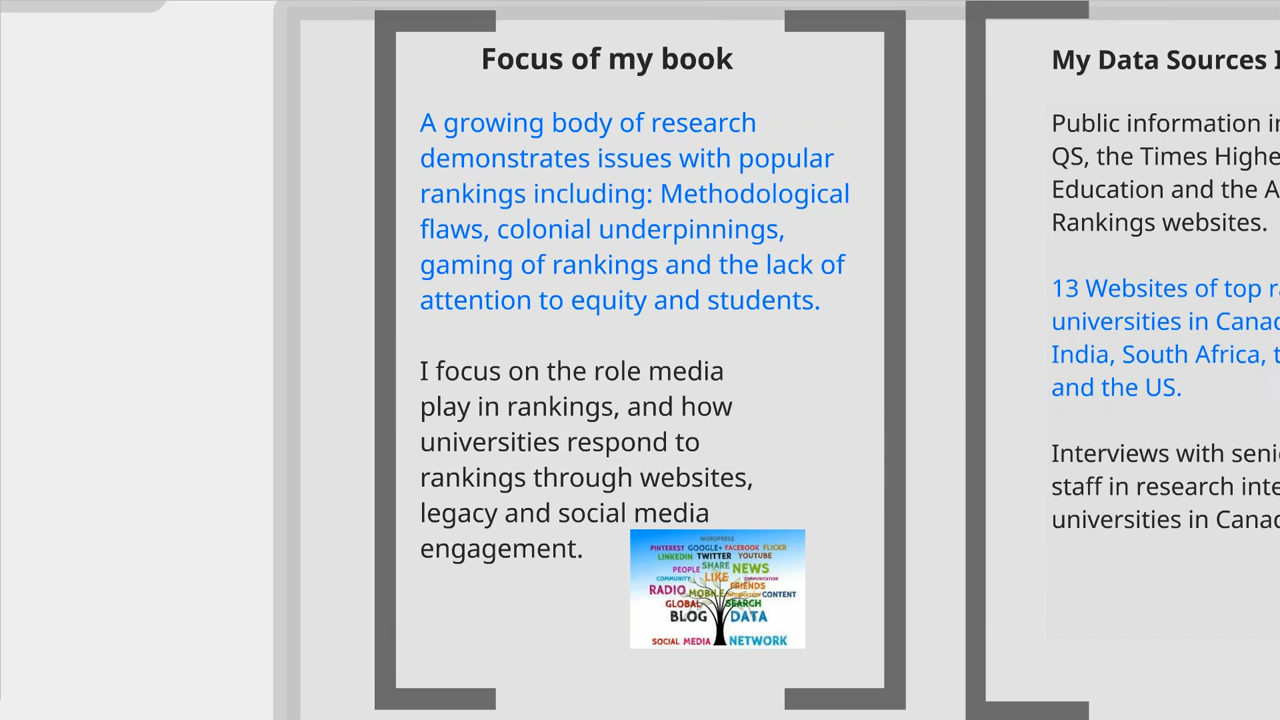 Focus of my book
A growing body of research
demonstrates issues with popular
rankings including: Methodological
flaws, colonial underpinnings,
gaming of rankings and the lack of
attention to equity and students.
I focus on the role media
play in rankings, and how
universities respond to
rankings through websites,
legacy and social media
engagement.
WORDPRESS
PINTEREST GOOGLE+ FACEBOOK FLICKR
LINKEDIN TWITTER YOUTUBE
PEOPLE SHARE NEWS
COMMUNITY LIKE COMMUNICATION
RADIO MOBILE FRIENDS
CONTENT
GLOBAL SEARCH
BLOG DATA
SOCIAL MEDIA NETWORK
My Data Sources
Public information
QS, the Times
Education and the
Rankings websites.
13 Websites of top
universities in
India, South Africa,
and the US.
Interviews with
staff in research
universities in